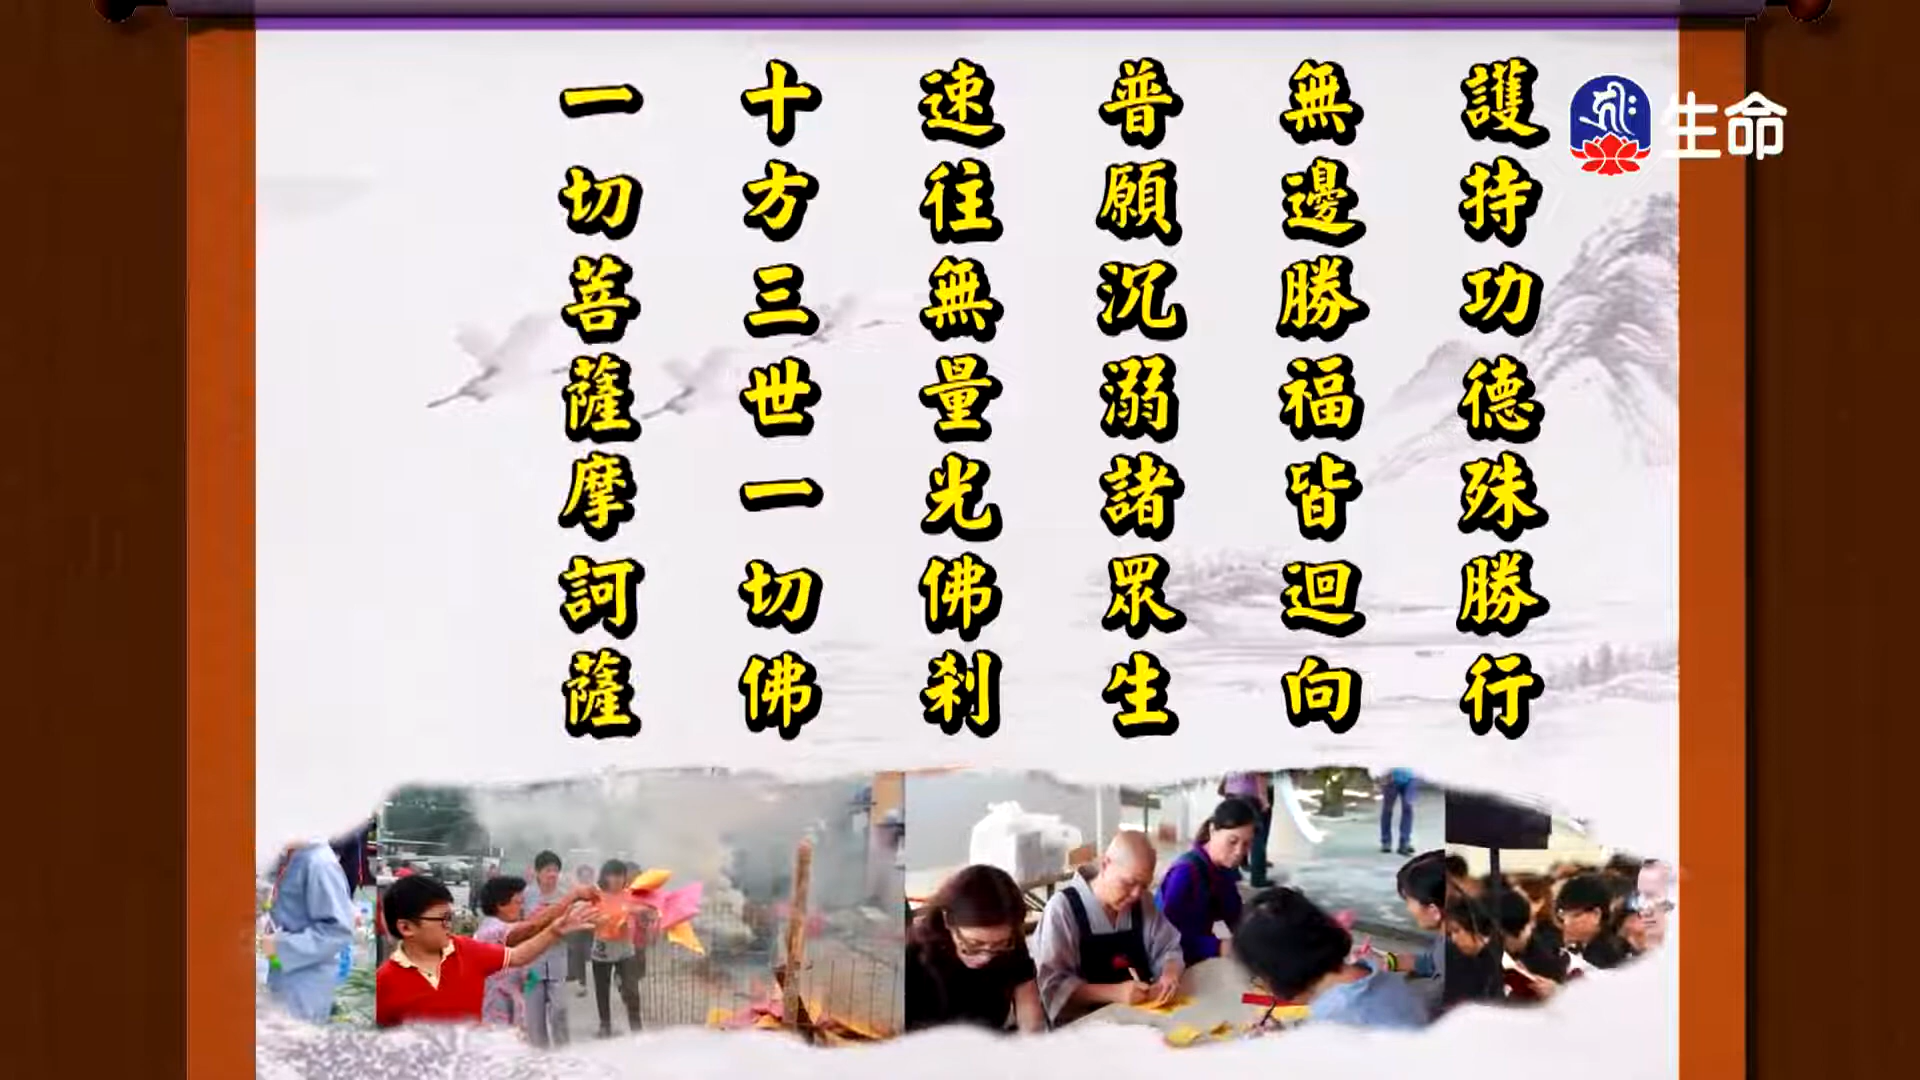 護持功德殊勝行
無邊勝福皆迴向
普願沉溺諸眾生
速往無量光佛剎
十方三世一切佛
一切菩薩摩訶薩
生命